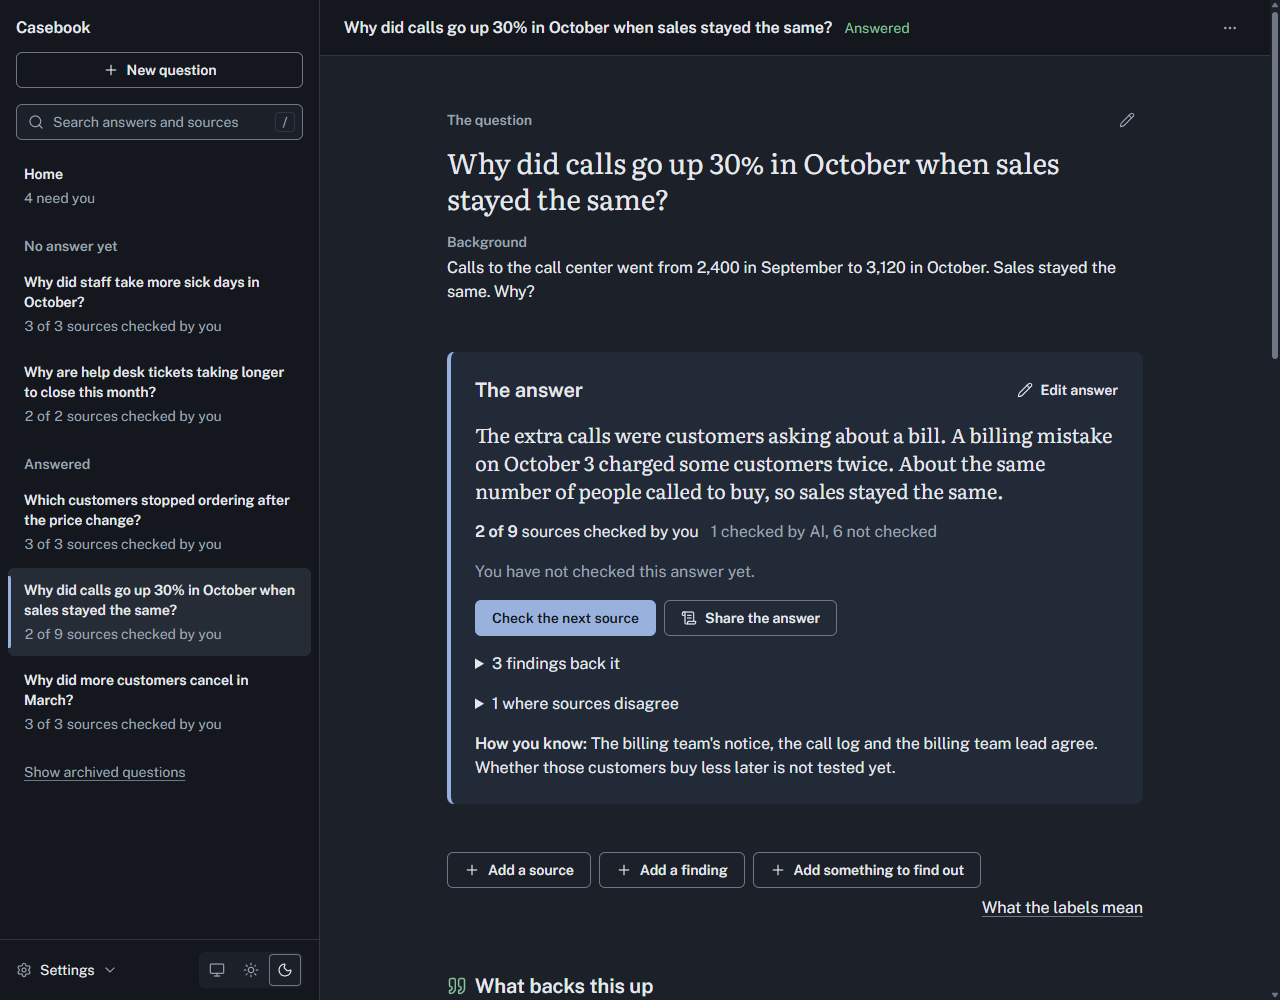 Casebook
New question
Search answers and sources /
Home
4 need you
No answer yet
Why did staff take more sick days in
October?
3 of 3 sources checked by you
Why are help desk tickets taking longer
to close this month?
2 of 2 sources checked by you
Answered
Which customers stopped ordering after
the price change?
3 of 3 sources checked by you
Why did calls go up 30% in October when
sales stayed the same?
2 of 9 sources checked by you
Why did more customers cancel in
March?
3 of 3 sources checked by you
Show archived questions
Settings
Why did calls go up 30% in October when sales stayed the same? Answered
The question
Why did calls go up 30% in October when sales
stayed the same?
Background
Calls to the call center went from 2,400 in September to 3,120 in October. Sales stayed the
same. Why?
The answer
Edit answer
The extra calls were customers asking about a bill. A billing mistake
on October 3 charged some customers twice. About the same
number of people called to buy, so sales stayed the same.
2 of 9 sources checked by you 1 checked by AI, 6 not checked
You have not checked this answer yet.
Check the next source
Share the answer
3 findings back it
1 where sources disagree
How you know: The billing team's notice, the call log and the billing team lead agree.
Whether those customers buy less later is not tested yet.
Add a source
Add a finding
Add something to find out
What the labels mean
What backs this up